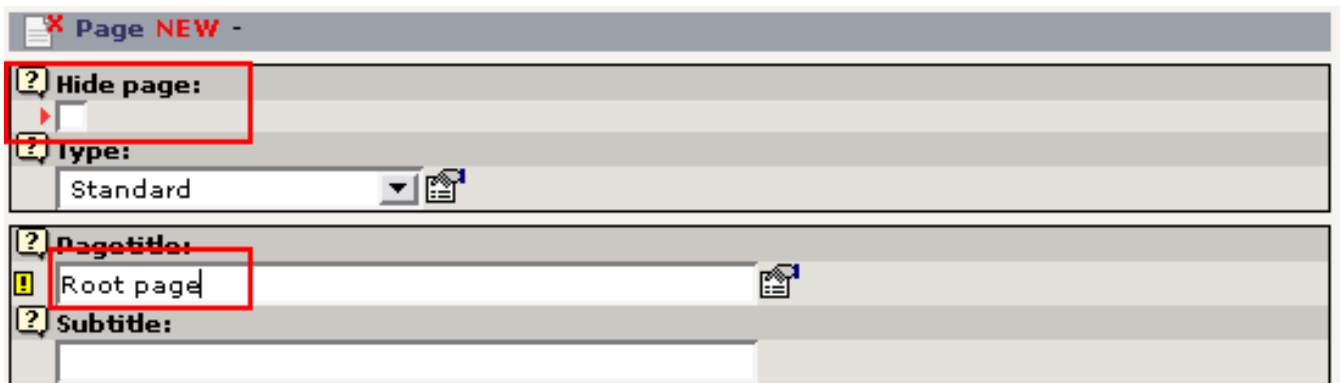 Page NEW -
Hide page:
Type:
Standard
Pagetitle:
Root page
Subtitle: